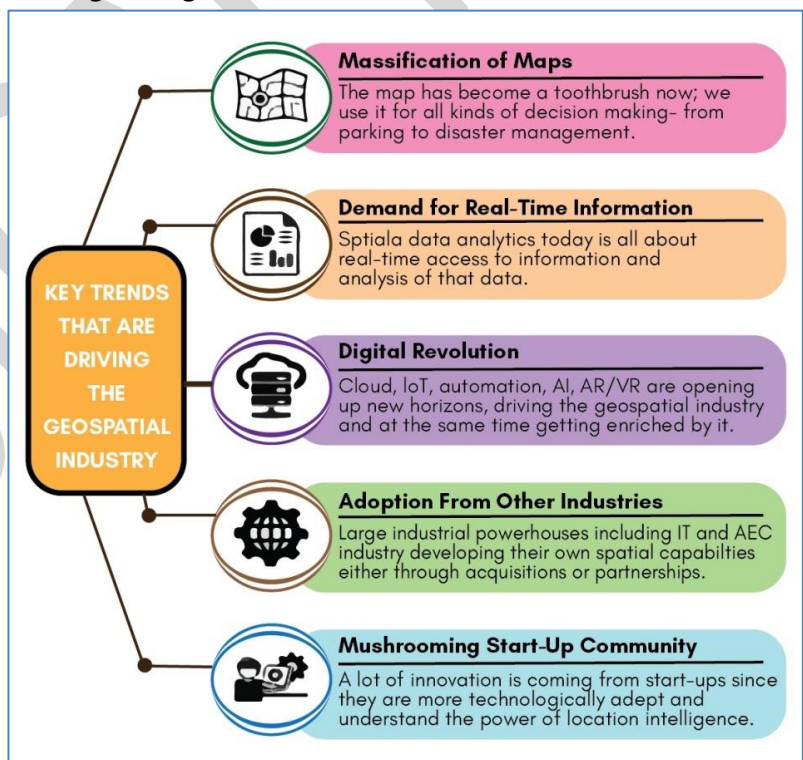 KEY TRENDS
THAT ARE
DRIVING
THE
GEOSPATIAL
INDUSTRY
Massification of Maps
The map has become a toothbrush now; we
use it for all kinds of decision making- from
parking to disaster management.
Demand for Real-Time Information
Sptiala data analytics today is all about
real-time access to information and
analysis of that data.
Digital Revolution
Cloud, IoT, automation, AI, AR/VR are opening
up new horizons, driving the geospatial industry
and at the same time getting enriched by it.
Adoption From Other Industries
Large industrial powerhouses including IT and AEC
industry developing their own spatial capabilties
either through acquisitions or partnerships.
Mushrooming Start-Up Community
A lot of innovation is coming from start-ups since
they are more technologically adept and
understand the power of location intelligence.